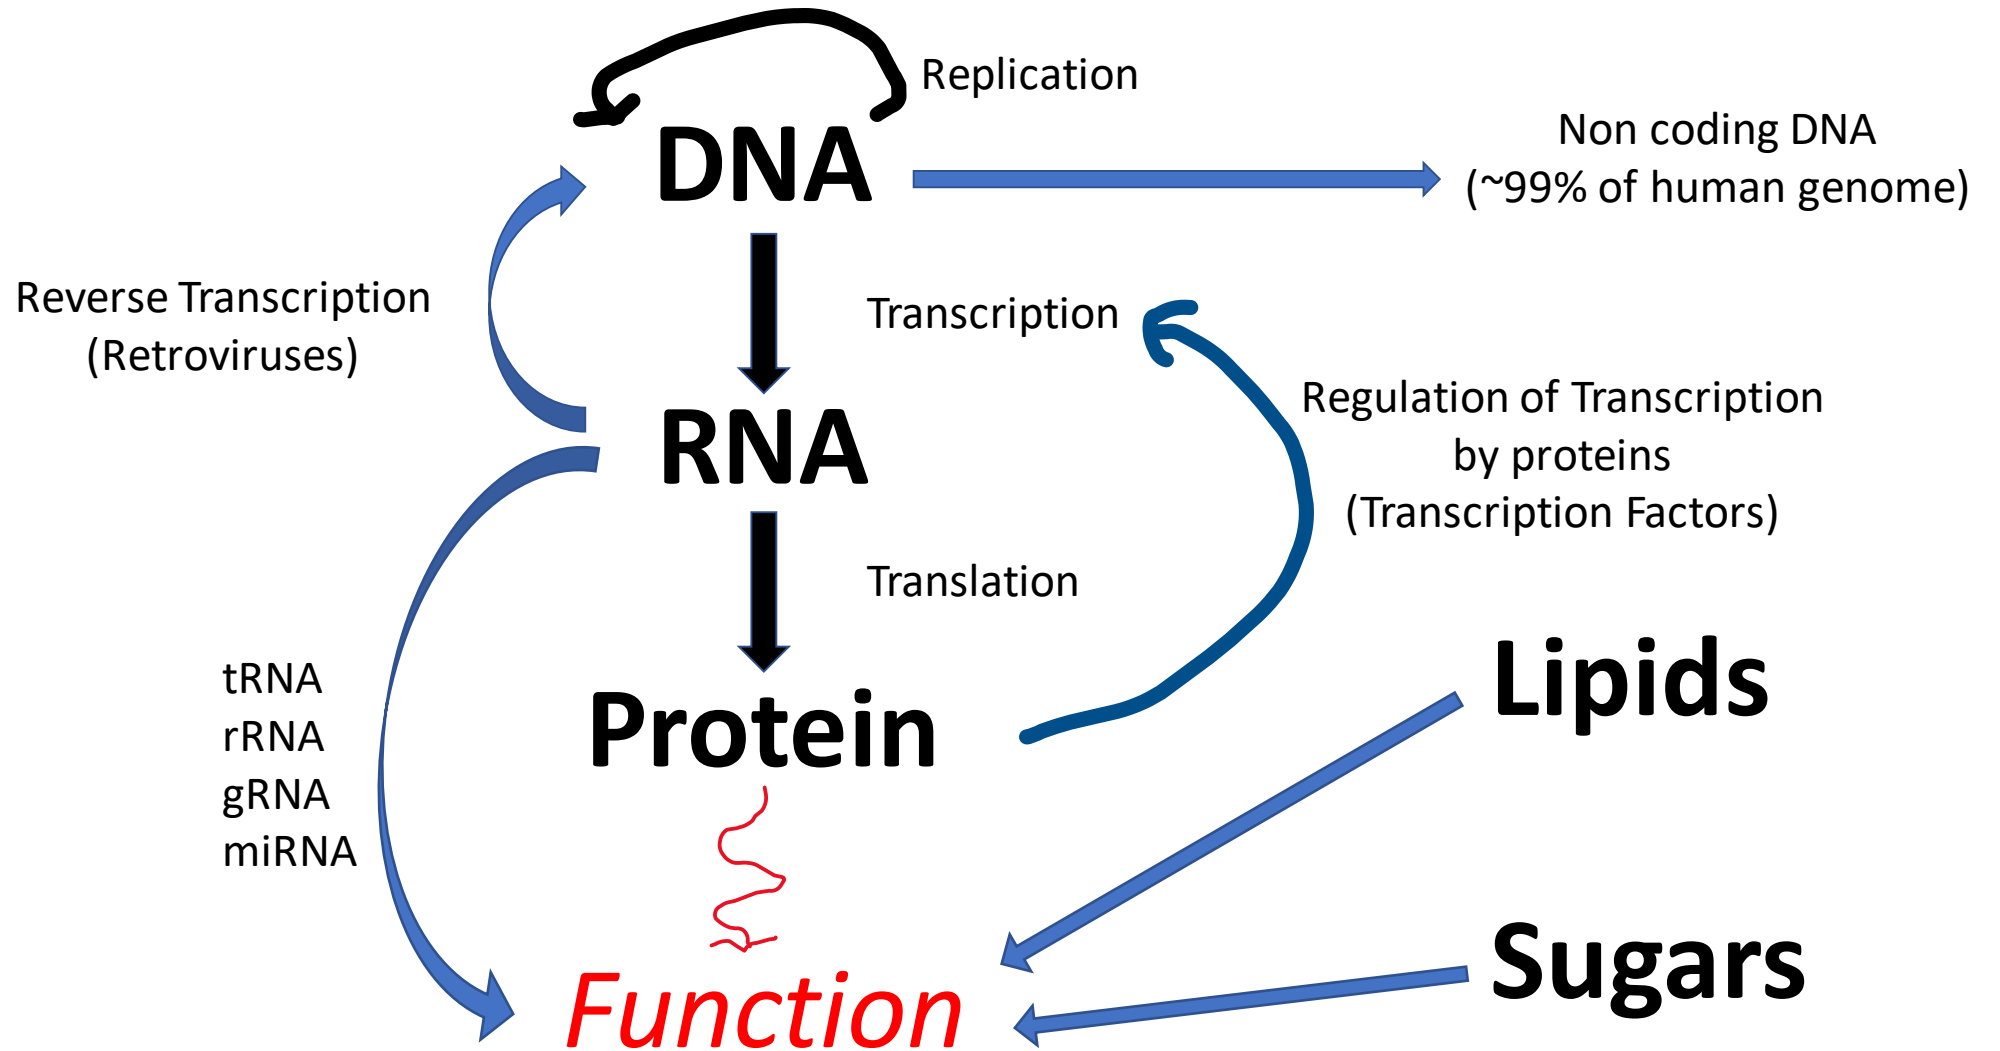 Replication
DNA
Non coding DNA
(~99% of human genome)
Reverse Transcription
(Retroviruses)
Transcription
Regulation of Transcription
by proteins
(Transcription Factors)
RNA
Translation
tRNA
rRNA
gRNA
miRNA
Protein
Lipids
Sugars
Function